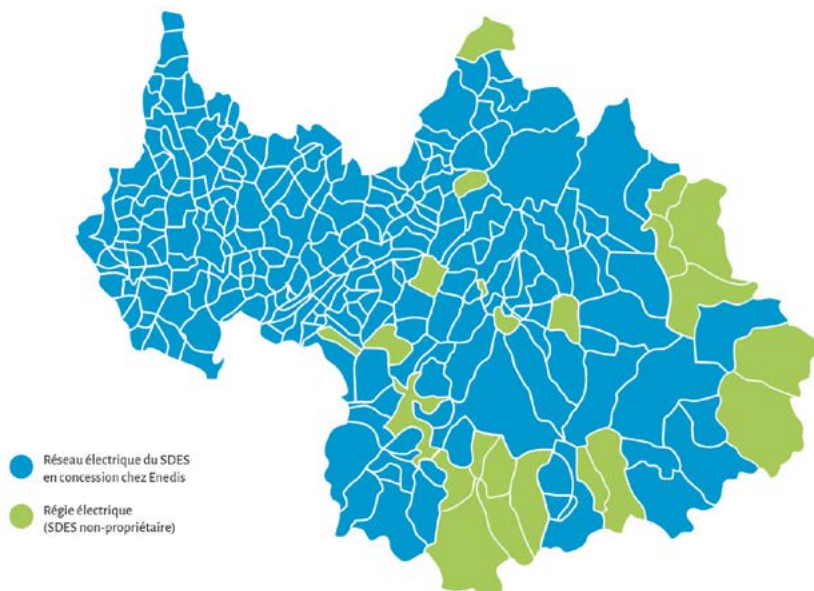 Réseau électrique du SDES
en concession chez Enedis
Régie électrique
(SDES non-propriétaire)